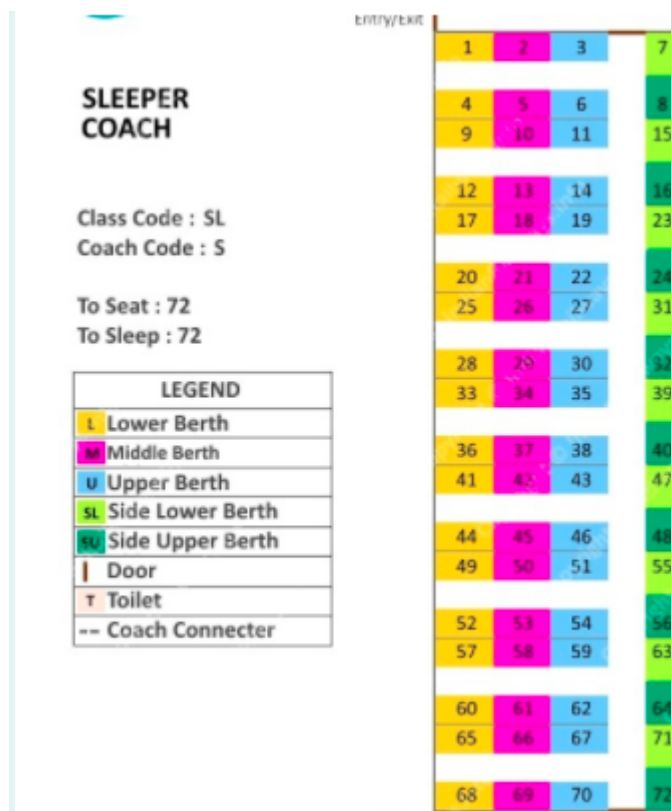 Entry/Exit
SLEEPER
COACH
Class Code : SL
Coach Code : S
To Seat : 72
To Sleep : 72
LEGEND
L Lower Berth
M Middle Berth
U Upper Berth
SL Side Lower Berth
SU Side Upper Berth
Door
T Toilet
-- Coach Connecter
1 2 3 7
4 5 6 8
9 10 11 15
12 13 14 16
17 18 19 23
20 21 22 24
25 26 27 31
28 29 30 32
33 34 35 39
36 37 38 40
41 42 43 47
44 45 46 48
49 50 51 55
52 53 54 56
57 58 59 63
60 61 62 64
65 66 67 71
68 69 70 72